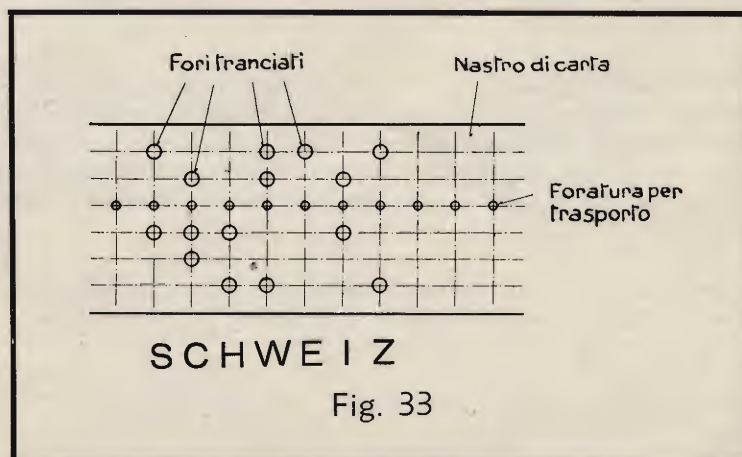 Fori tranciati
Nastro di carta
Foratura per
trasporto
SCHWEIZ
Fig. 33